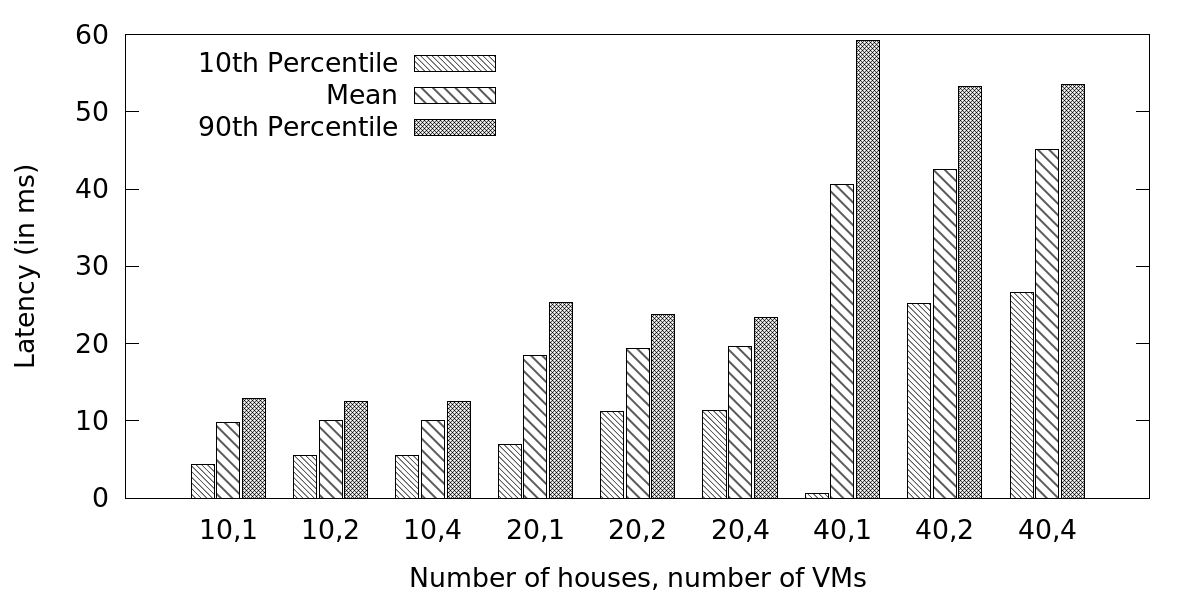 60
50
40
30
20
10
0
Latency (in ms)
10th Percentile
Mean
90th Percentile
10,1 10,2 10,4 20,1 20,2 20,4 40,1 40,2 40,4
Number of houses, number of VMs